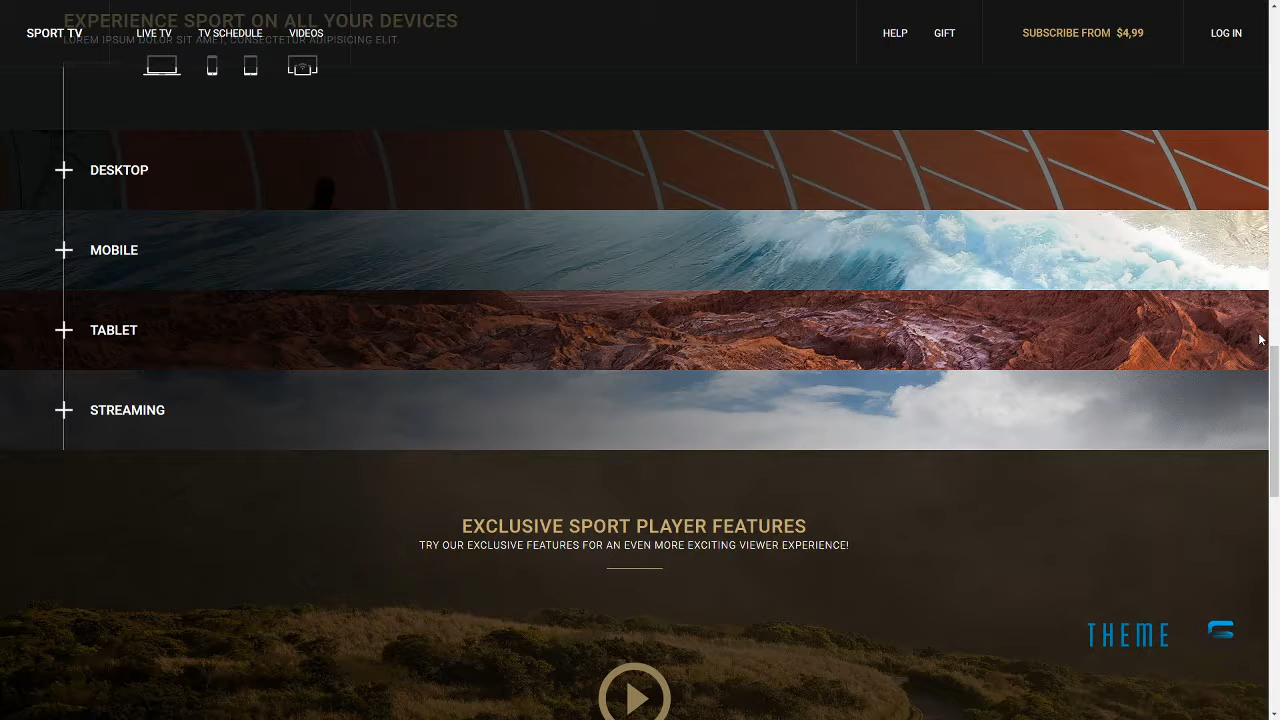 EXPERIENCE SPORT ON ALL YOUR DEVICES
LOREM IPSUM DOLOR SIT AMET, CONSECTETUR ADIPISICING ELIT.
SPORT TV LIVE TV TV SCHEDULE VIDEOS HELP GIFT SUBSCRIBE FROM $4,99 LOG IN
DESKTOP
MOBILE
TABLET
STREAMING
EXCLUSIVE SPORT PLAYER FEATURES
TRY OUR EXCLUSIVE FEATURES FOR AN EVEN MORE EXCITING VIEWER EXPERIENCE!
THEME